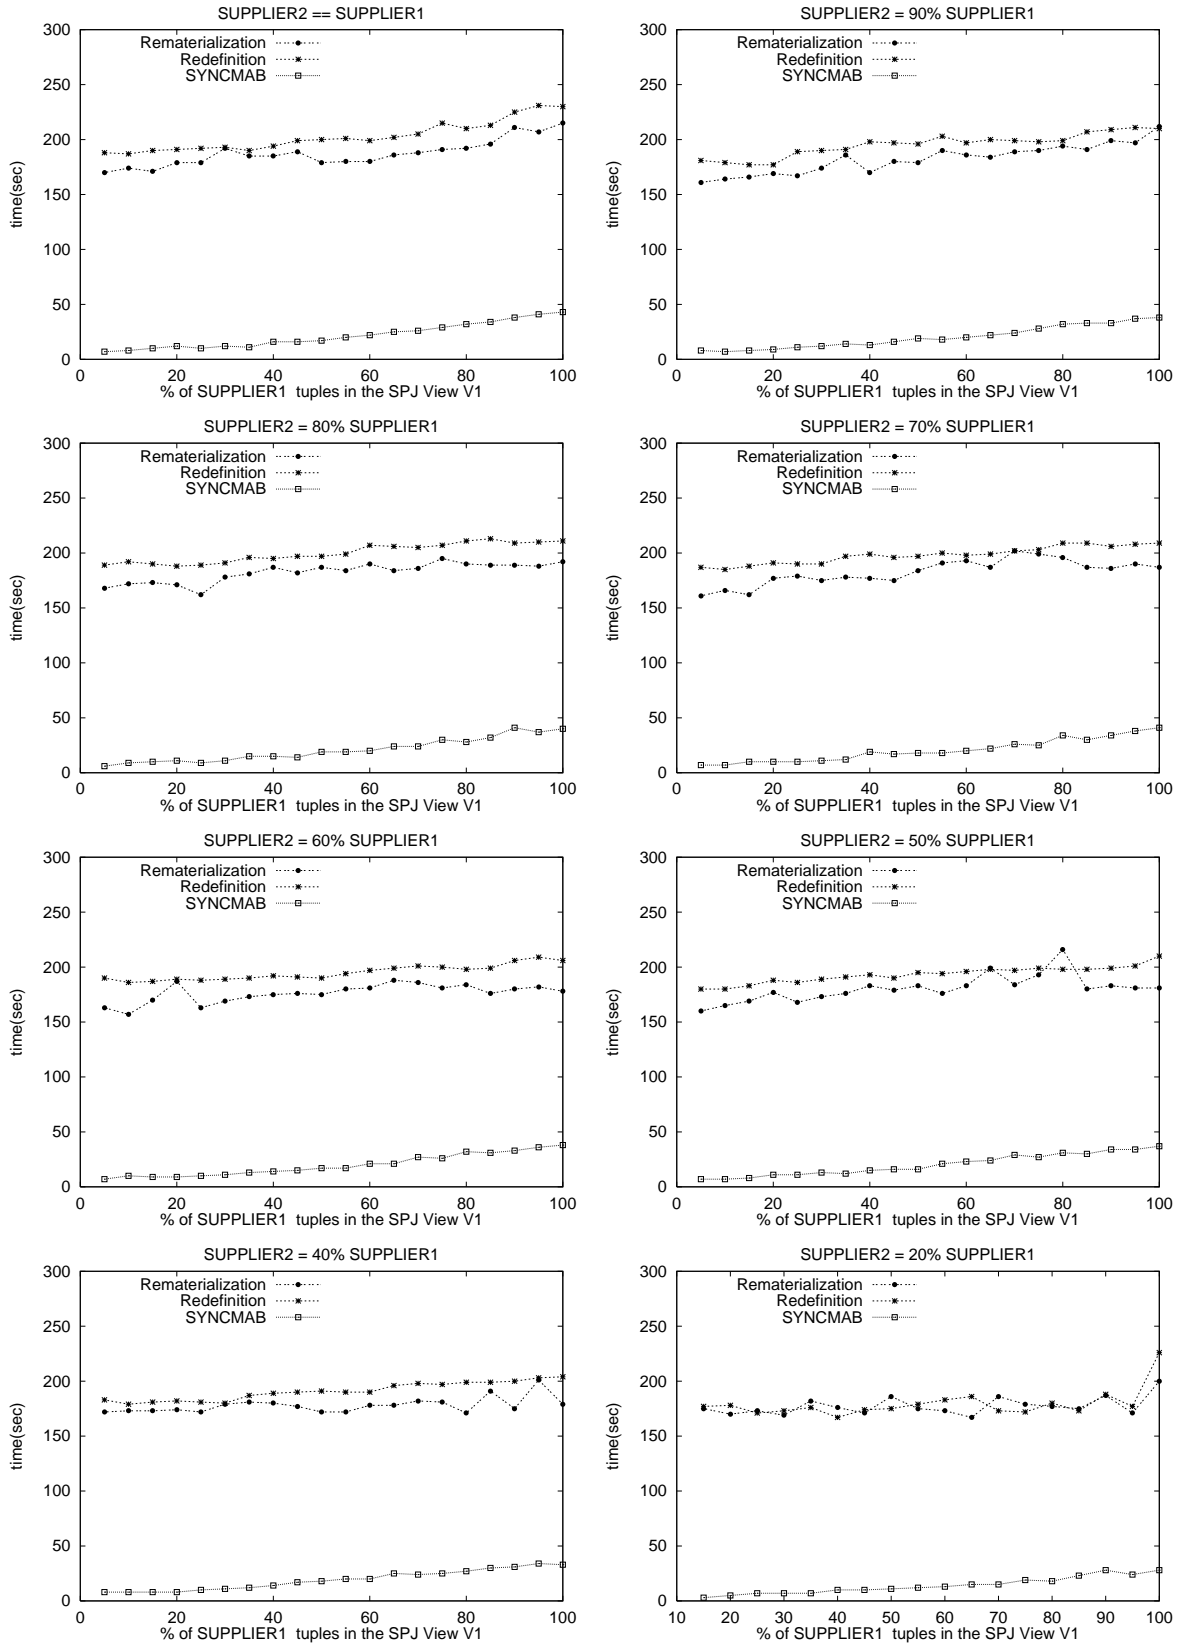 SUPPLIER2 == SUPPLIER1
Rematerialization
Redefinition
SYNCMAB
300
250
200
150
100
50
0
time(sec)
0 20 40 60 80 100
% of SUPPLIER1 tuples in the SPJ View V1
SUPPLIER2 = 90% SUPPLIER1
Rematerialization
Redefinition
SYNCMAB
300
250
200
150
100
50
0
time(sec)
0 20 40 60 80 100
% of SUPPLIER1 tuples in the SPJ View V1
SUPPLIER2 = 80% SUPPLIER1
Rematerialization
Redefinition
SYNCMAB
300
250
200
150
100
50
0
time(sec)
0 20 40 60 80 100
% of SUPPLIER1 tuples in the SPJ View V1
SUPPLIER2 = 70% SUPPLIER1
Rematerialization
Redefinition
SYNCMAB
300
250
200
150
100
50
0
time(sec)
0 20 40 60 80 100
% of SUPPLIER1 tuples in the SPJ View V1
SUPPLIER2 = 60% SUPPLIER1
Rematerialization
Redefinition
SYNCMAB
300
250
200
150
100
50
0
time(sec)
0 20 40 60 80 100
% of SUPPLIER1 tuples in the SPJ View V1
SUPPLIER2 = 50% SUPPLIER1
Rematerialization
Redefinition
SYNCMAB
300
250
200
150
100
50
0
time(sec)
0 20 40 60 80 100
% of SUPPLIER1 tuples in the SPJ View V1
SUPPLIER2 = 40% SUPPLIER1
Rematerialization
Redefinition
SYNCMAB
300
250
200
150
100
50
0
time(sec)
0 20 40 60 80 100
% of SUPPLIER1 tuples in the SPJ View V1
SUPPLIER2 = 20% SUPPLIER1
Rematerialization
Redefinition
SYNCMAB
300
250
200
150
100
50
0
time(sec)
10 20 30 40 50 60 70 80 90 100
% of SUPPLIER1 tuples in the SPJ View V1